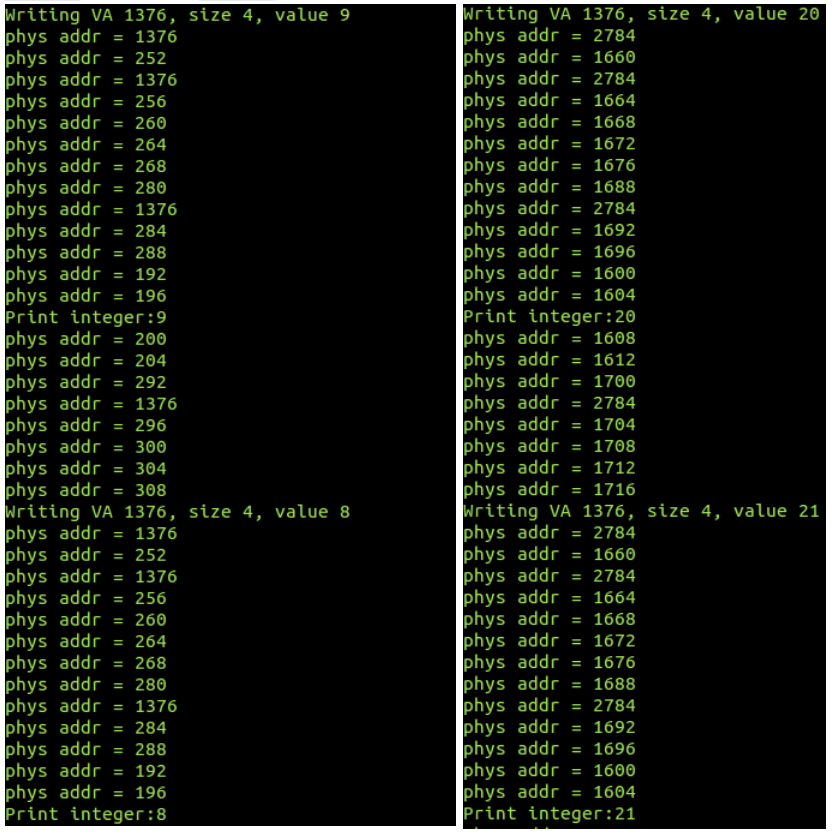 Writing VA 1376, size 4, value 9
phys addr = 1376
phys addr = 252
phys addr = 1376
phys addr = 256
phys addr = 260
phys addr = 264
phys addr = 268
phys addr = 280
phys addr = 1376
phys addr = 284
phys addr = 288
phys addr = 192
phys addr = 196
Print integer:9
phys addr = 200
phys addr = 204
phys addr = 292
phys addr = 1376
phys addr = 296
phys addr = 300
phys addr = 304
phys addr = 308
Writing VA 1376, size 4, value 8
phys addr = 1376
phys addr = 252
phys addr = 1376
phys addr = 256
phys addr = 260
phys addr = 264
phys addr = 268
phys addr = 280
phys addr = 1376
phys addr = 284
phys addr = 288
phys addr = 192
phys addr = 196
Print integer:8
Writing VA 1376, size 4, value 20
phys addr = 2784
phys addr = 1660
phys addr = 2784
phys addr = 1664
phys addr = 1668
phys addr = 1672
phys addr = 1676
phys addr = 1688
phys addr = 2784
phys addr = 1692
phys addr = 1696
phys addr = 1600
phys addr = 1604
Print integer:20
phys addr = 1608
phys addr = 1612
phys addr = 1700
phys addr = 2784
phys addr = 1704
phys addr = 1708
phys addr = 1712
phys addr = 1716
Writing VA 1376, size 4, value 21
phys addr = 2784
phys addr = 1660
phys addr = 2784
phys addr = 1664
phys addr = 1668
phys addr = 1672
phys addr = 1676
phys addr = 1688
phys addr = 2784
phys addr = 1692
phys addr = 1696
phys addr = 1600
phys addr = 1604
Print integer:21